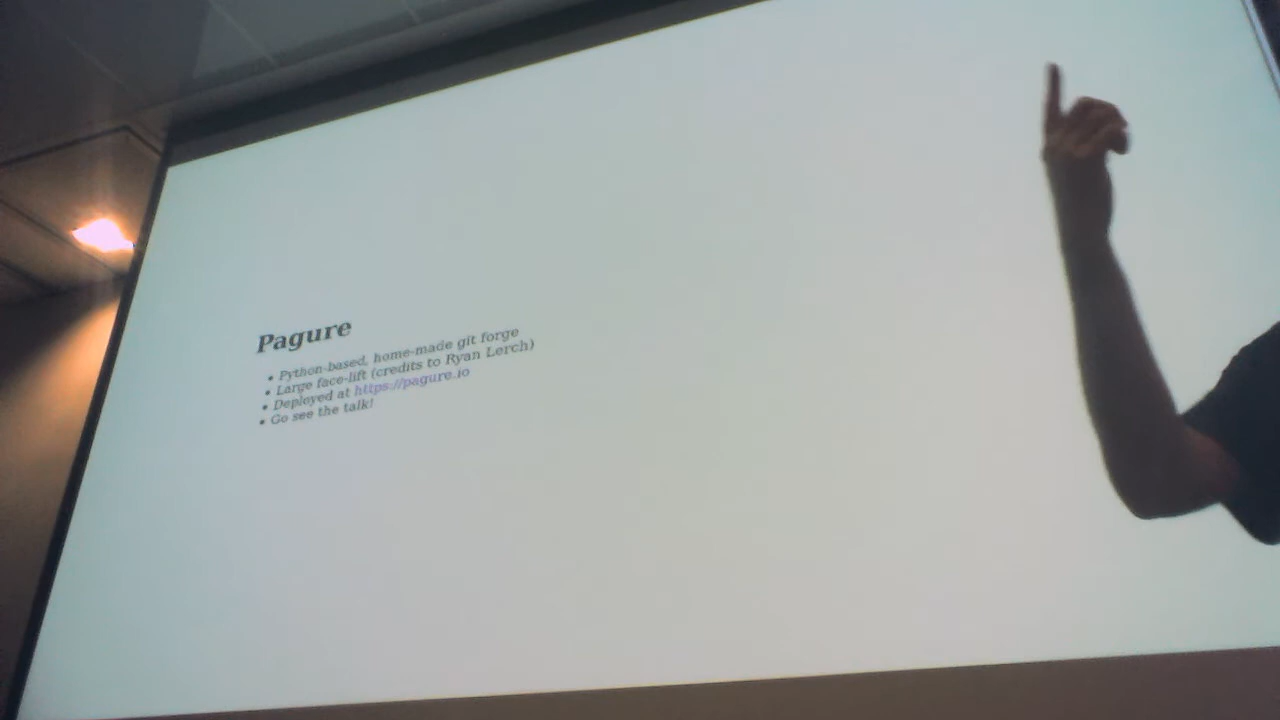 Pagure
• Python-based, home-made git forge
• Large face-lift (credits to Ryan Lerch)
• Deployed at https://pagure.io
• Go see the talk!